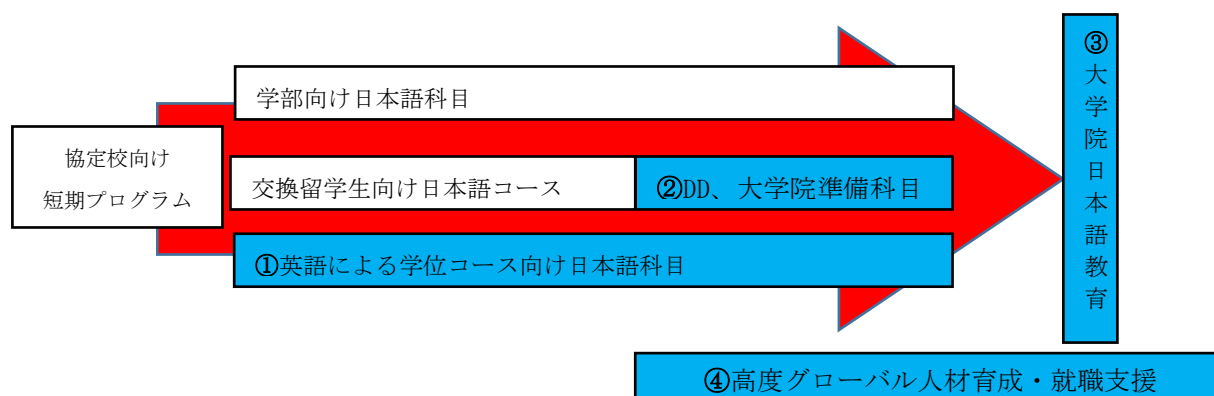 学部向け日本語科目
協定校向け
短期プログラム
交換留学生向け日本語コース
②DD、大学院準備科目
①英語による学位コース向け日本語科目
③大学院日本語教育
④高度グローバル人材育成・就職支援